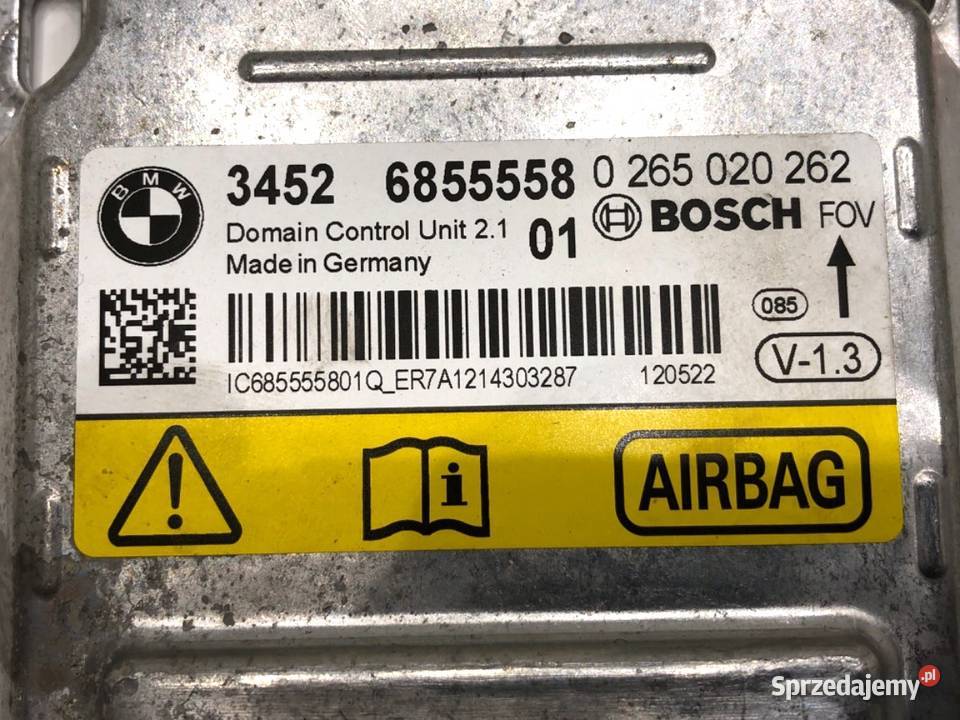 BMW
3452 6855558 0 265 020 262
Domain Control Unit 2.1 01 BOSCH FOV
Made in Germany
085
V-1.3
IC685555801Q_ER7A1214303287 120522
AIRBAG
Sprzedajemy.pl